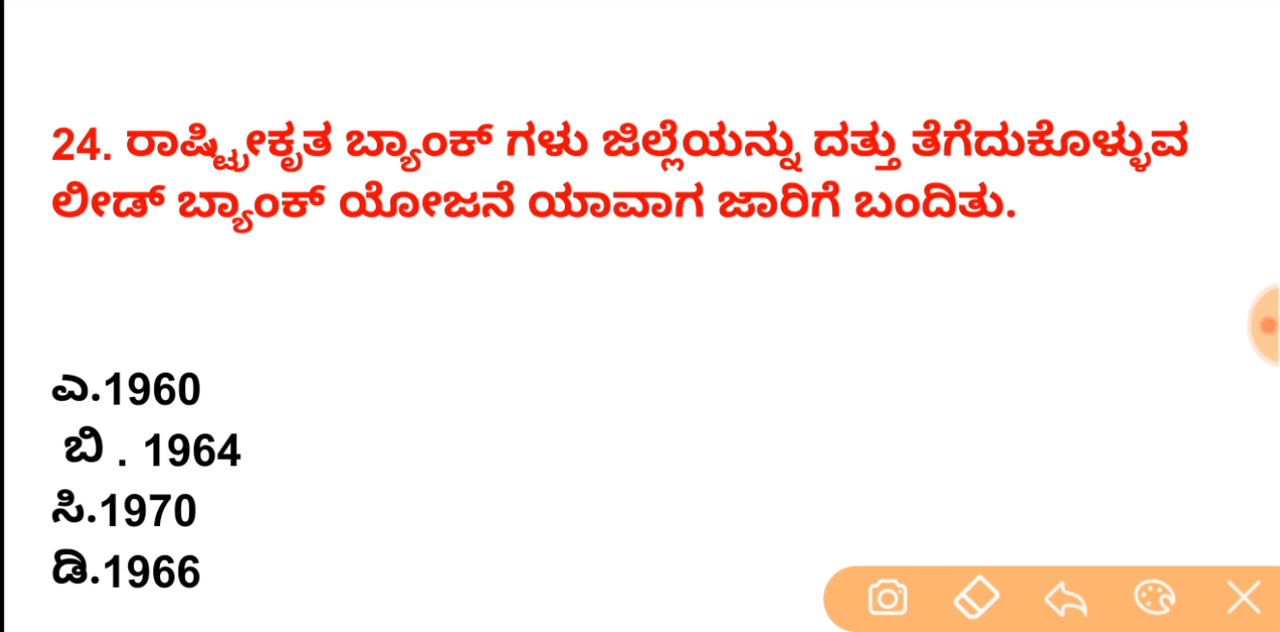 24. ರಾಷ್ಟ್ರೀಕೃತ ಬ್ಯಾಂಕ್ ಗಳು ಜಿಲ್ಲೆಯನ್ನು ದತ್ತು ತೆಗೆದುಕೊಳ್ಳುವ
ಲೀಡ್ ಬ್ಯಾಂಕ್ ಯೋಜನೆ ಯಾವಾಗ ಜಾರಿಗೆ ಬಂದಿತು.
ಎ.1960
ಬಿ . 1964
ಸಿ.1970
ಡಿ.1966